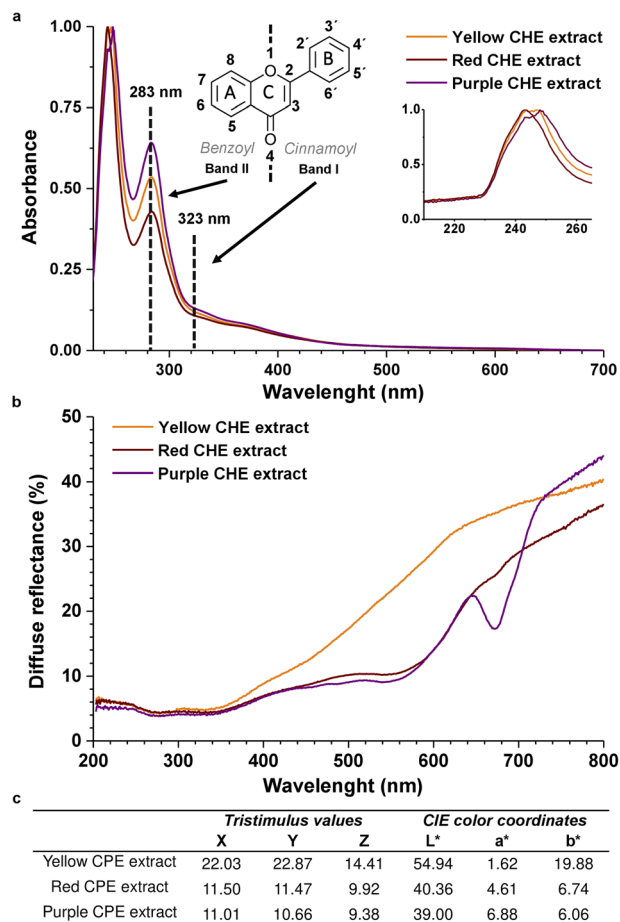 a
Absorbance
1.00
0.75
0.50
0.25
0.00
283 nm
323 nm
1
2
3
4
5
6
7
8
2´
3´
4´
5´
6´
A
B
C
O
O
Benzoyl
Band II
Cinnamoyl
Band I
Yellow CHE extract
Red CHE extract
Purple CHE extract
1.0
0.5
0.0
220 240 260
300 400 500 600 700
Wavelenght (nm)
b
Diffuse reflectance (%)
50
40
30
20
10
0
Yellow CHE extract
Red CHE extract
Purple CHE extract
200 300 400 500 600 700 800
Wavelenght (nm)
c
Tristimulus values CIE color coordinates
X Y Z L* a* b*
Yellow CPE extract 22.03 22.87 14.41 54.94 1.62 19.88
Red CPE extract 11.50 11.47 9.92 40.36 4.61 6.74
Purple CPE extract 11.01 10.66 9.38 39.00 6.88 6.06